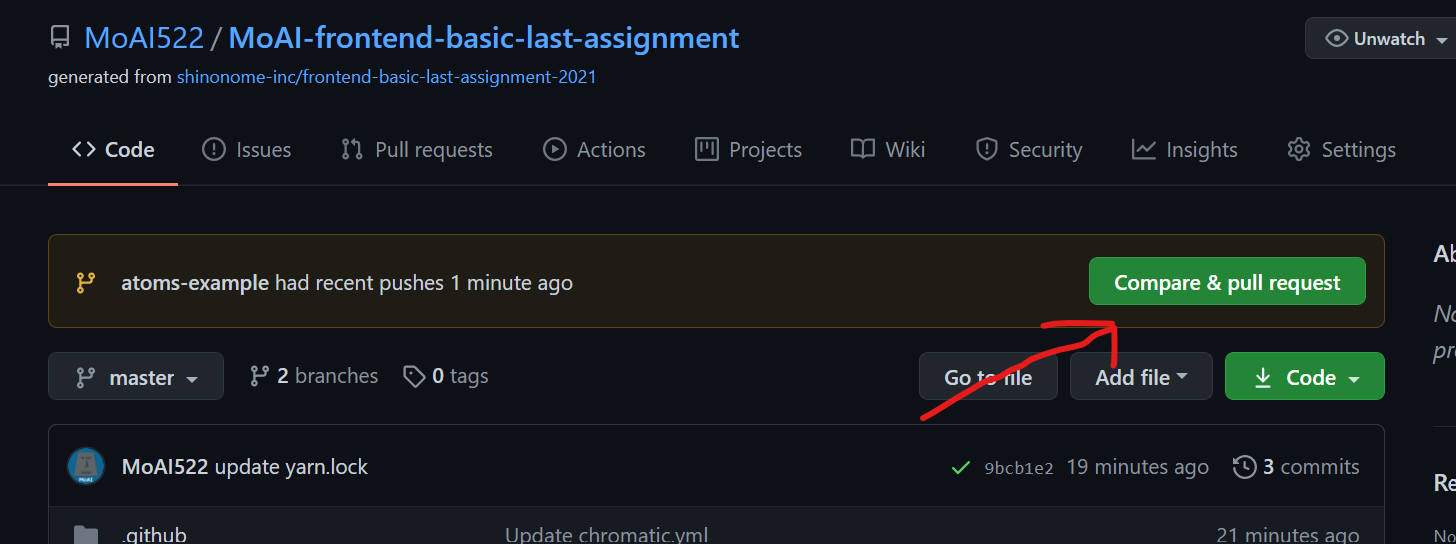 MoAI522 / MoAI-frontend-basic-last-assignment
Unwatch
generated from shinonome-inc/frontend-basic-last-assignment-2021
Code Issues Pull requests Actions Projects Wiki Security Insights Settings
atoms-example had recent pushes 1 minute ago
Compare & pull request
master 2 branches 0 tags
Go to file Add file Code
MoAI522 update yarn.lock
9bcb1e2 19 minutes ago 3 commits
.github Update chromatic.yml 21 minutes ago
Ab
No
pr
Re
No